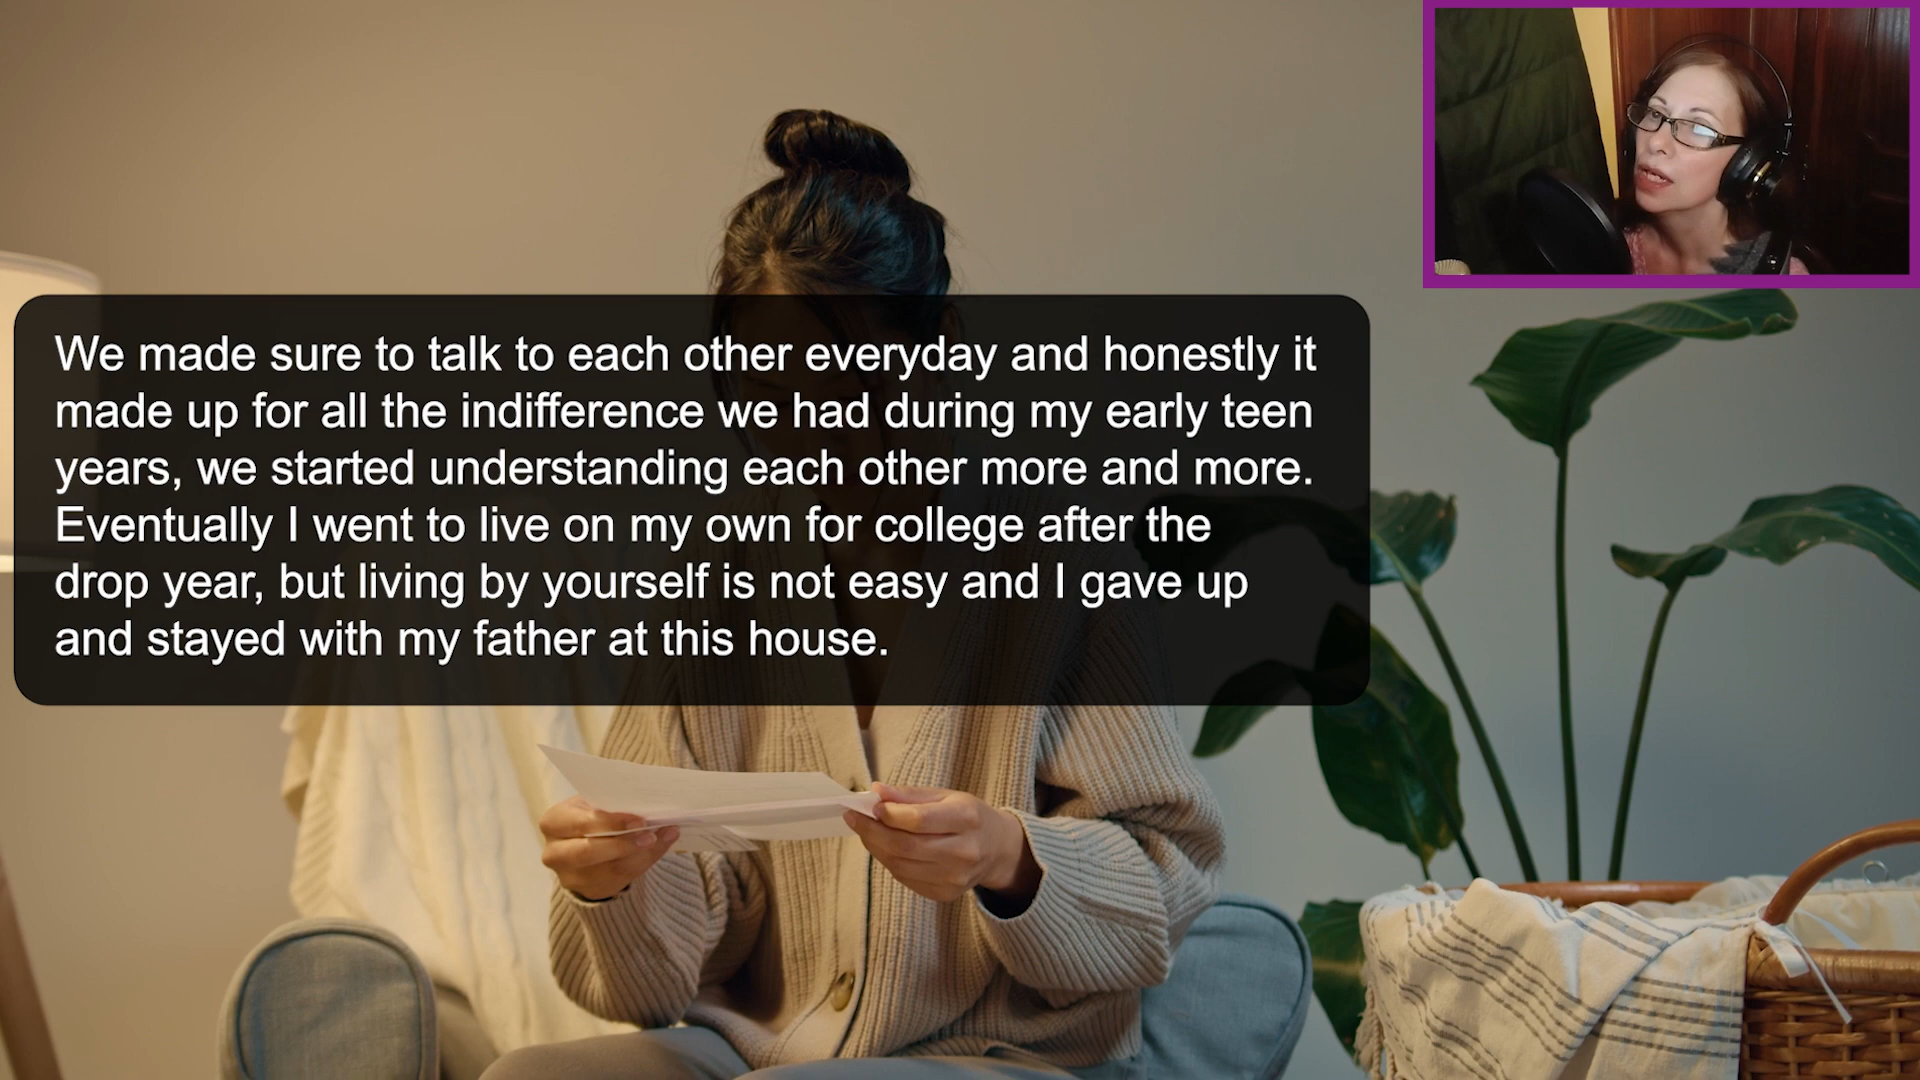 We made sure to talk to each other everyday and honestly it
made up for all the indifference we had during my early teen
years, we started understanding each other more and more.
Eventually I went to live on my own for college after the
drop year, but living by yourself is not easy and I gave up
and stayed with my father at this house.